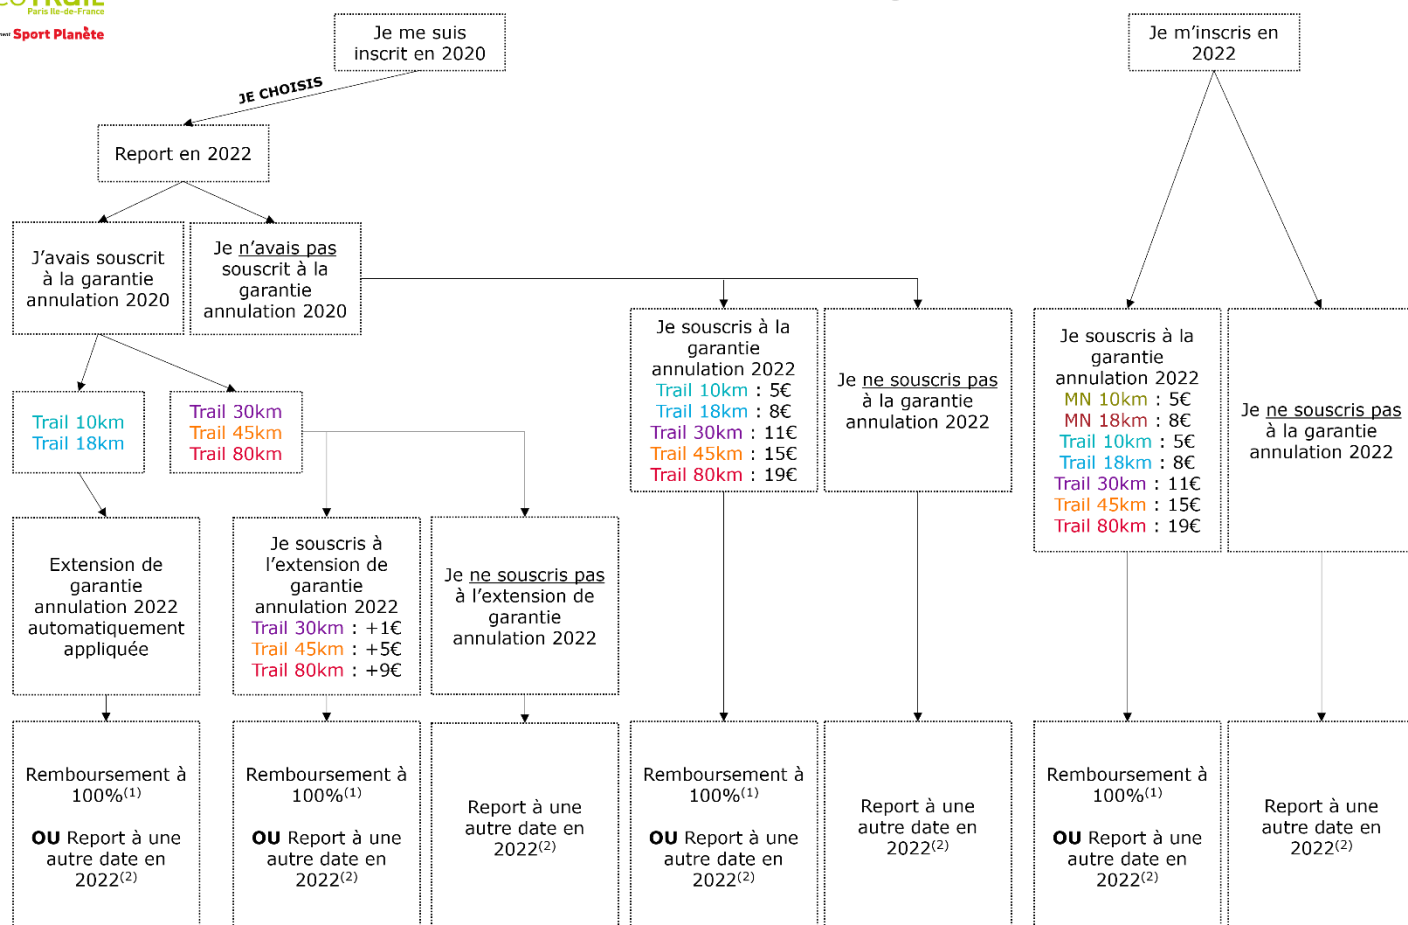 TRAIL
Paris Ile-de-France
Sport Planète
Je me suis
inscrit en 2020
Je m'inscris en
2022
JE CHOISIS
Report en 2022
J'avais souscrit
à la garantie
annulation 2020
Je n'avais pas
souscrit à la
garantie
annulation 2020
Trail 10km
Trail 18km
Trail 30km
Trail 45km
Trail 80km
Je souscris à la
garantie
annulation 2022
Trail 10km : 5€
Trail 18km : 8€
Trail 30km : 11€
Trail 45km : 15€
Trail 80km : 19€
Je ne souscris pas
à la garantie
annulation 2022
Je souscris à la
garantie
annulation 2022
MN 10km : 5€
MN 18km : 8€
Trail 10km : 5€
Trail 18km : 8€
Trail 30km : 11€
Trail 45km : 15€
Trail 80km : 19€
Je ne souscris pas
à la garantie
annulation 2022
Extension de
garantie
annulation 2022
automatiquement
appliquée
Je souscris à
l'extension de
garantie
annulation 2022
Trail 30km : +1€
Trail 45km : +5€
Trail 80km : +9€
Je ne souscris pas
à l'extension de
garantie
annulation 2022
Remboursement à
100%(1)
OU Report à une
autre date en
2022(2)
Remboursement à
100%(1)
OU Report à une
autre date en
2022(2)
Report à une
autre date en
2022(2)
Remboursement à
100%(1)
OU Report à une
autre date en
2022(2)
Report à une
autre date en
2022(2)
Remboursement à
100%(1)
OU Report à une
autre date en
2022(2)
Report à une
autre date en
2022(2)